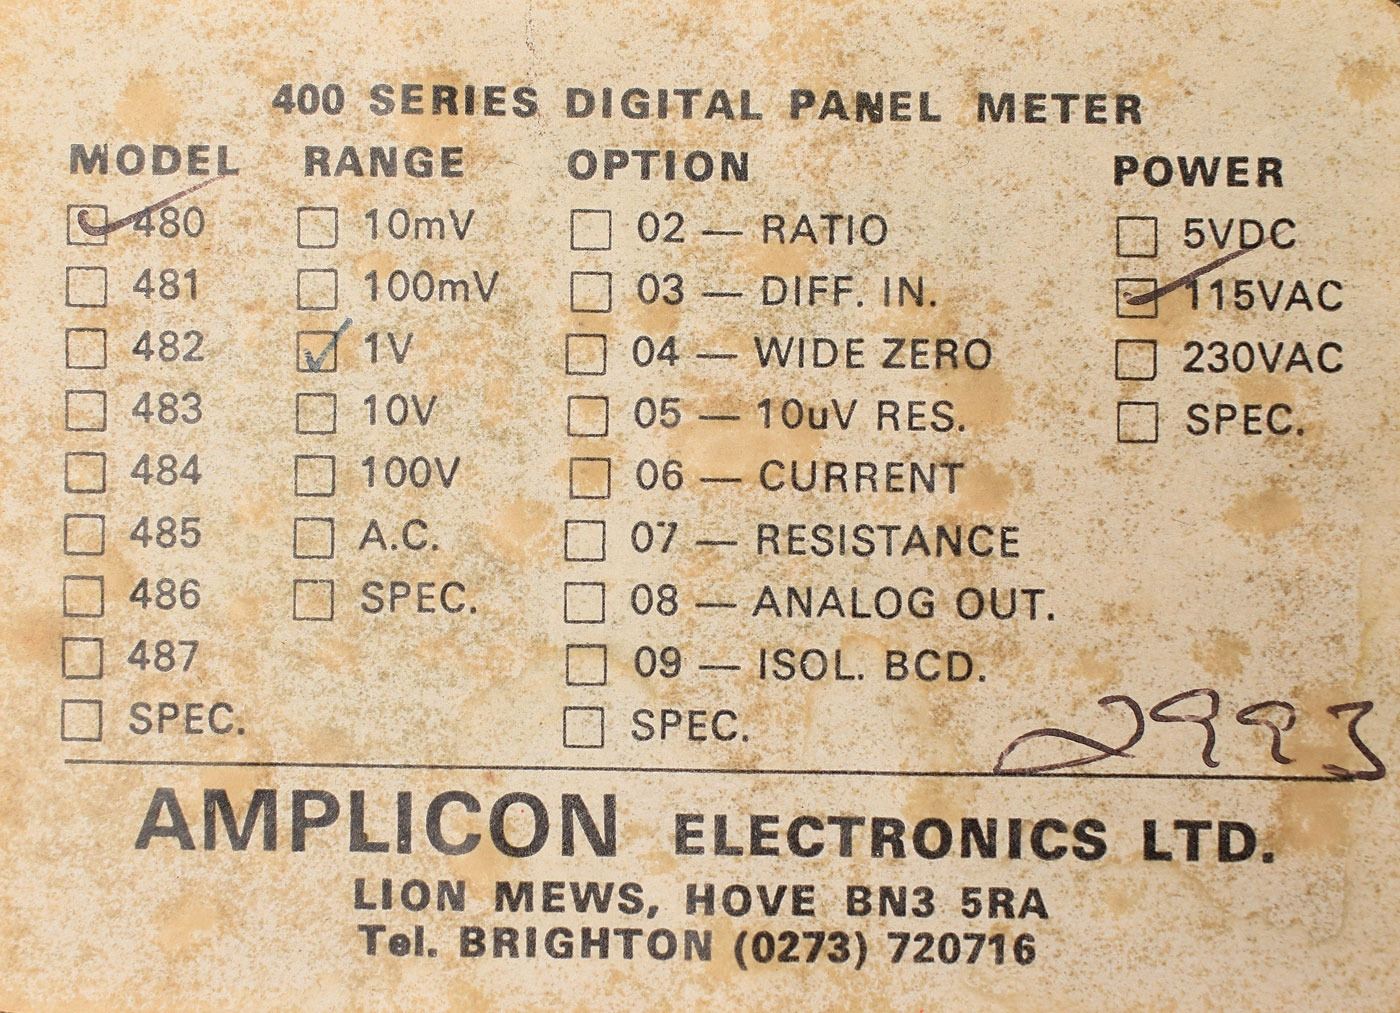 400 SERIES DIGITAL PANEL METER
MODEL RANGE OPTION POWER
☑ 480 ☐ 10mV ☐ 02 — RATIO ☐ 5VDC
☐ 481 ☐ 100mV ☐ 03 — DIFF. IN. ☑ 115VAC
☐ 482 ☑ 1V ☐ 04 — WIDE ZERO ☐ 230VAC
☐ 483 ☐ 10V ☐ 05 — 10uV RES. ☐ SPEC.
☐ 484 ☐ 100V ☐ 06 — CURRENT
☐ 485 ☐ A.C. ☐ 07 — RESISTANCE
☐ 486 ☐ SPEC. ☐ 08 — ANALOG OUT.
☐ 487 ☐ 09 — ISOL. BCD.
☐ SPEC. ☐ SPEC.
2993
AMPLICON ELECTRONICS LTD.
LION MEWS, HOVE BN3 5RA
Tel. BRIGHTON (0273) 720716